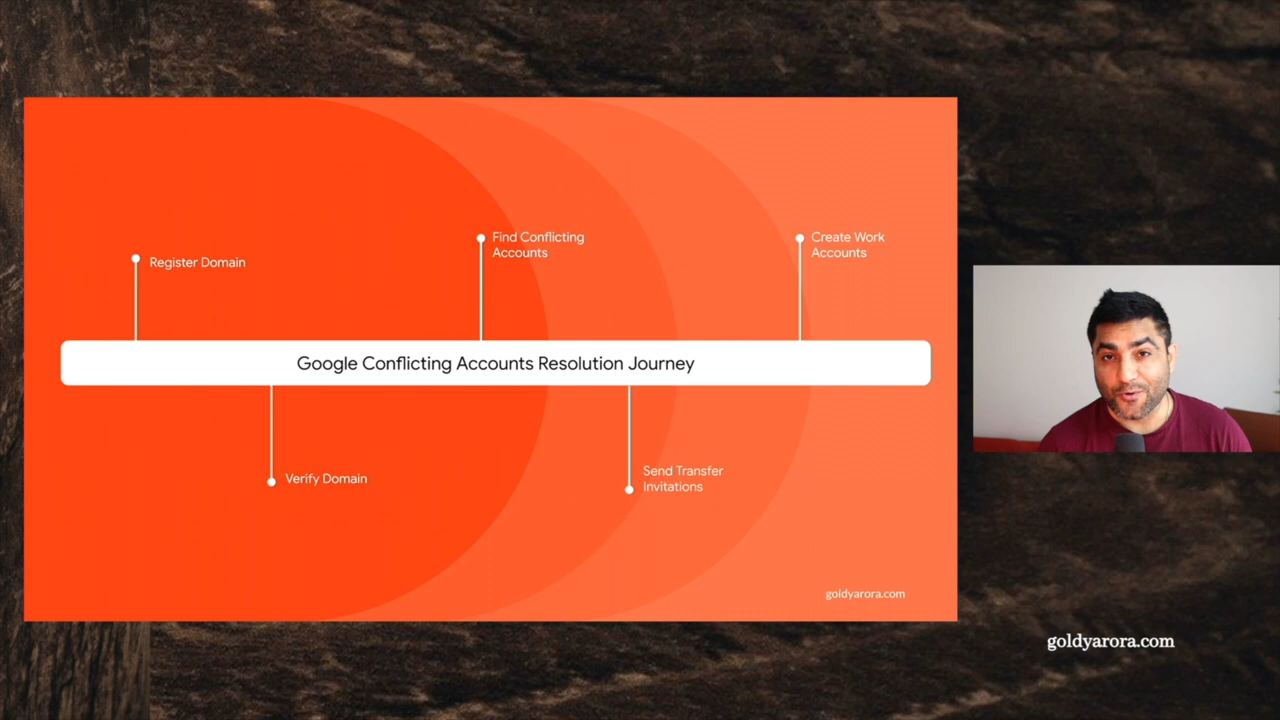 Find Conflicting
Accounts
Create Work
Accounts
Register Domain
Google Conflicting Accounts Resolution Journey
Verify Domain
Send Transfer
Invitations
goldyarora.com
goldyarora.com